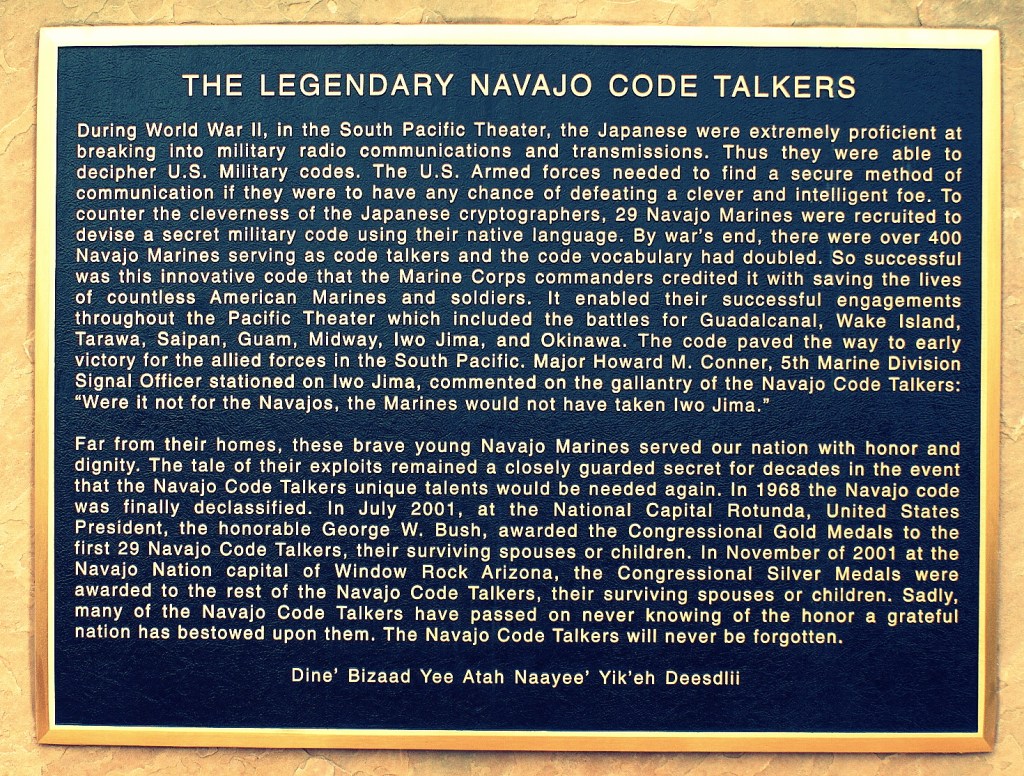 THE LEGENDARY NAVAJO CODE TALKERS
During World War II, in the South Pacific Theater, the Japanese were extremely proficient at
breaking into military radio communications and transmissions. Thus they were able to
decipher U.S. Military codes. The U.S. Armed forces needed to find a secure method of
communication if they were to have any chance of defeating a clever and intelligent foe. To
counter the cleverness of the Japanese cryptographers, 29 Navajo Marines were recruited to
devise a secret military code using their native language. By war's end, there were over 400
Navajo Marines serving as code talkers and the code vocabulary had doubled. So successful
was this innovative code that the Marine Corps commanders credited it with saving the lives
of countless American Marines and soldiers. It enabled their successful engagements
throughout the Pacific Theater which included the battles for Guadalcanal, Wake Island,
Tarawa, Saipan, Guam, Midway, Iwo Jima, and Okinawa. The code paved the way to early
victory for the allied forces in the South Pacific. Major Howard M. Conner, 5th Marine Division
Signal Officer stationed on Iwo Jima, commented on the gallantry of the Navajo Code Talkers:
“Were it not for the Navajos, the Marines would not have taken Iwo Jima.”
Far from their homes, these brave young Navajo Marines served our nation with honor and
dignity. The tale of their exploits remained a closely guarded secret for decades in the event
that the Navajo Code Talkers unique talents would be needed again. In 1968 the Navajo code
was finally declassified. In July 2001, at the National Capital Rotunda, United States
President, the honorable George W. Bush, awarded the Congressional Gold Medals to the
first 29 Navajo Code Talkers, their surviving spouses or children. In November of 2001 at the
Navajo Nation capital of Window Rock Arizona, the Congressional Silver Medals were
awarded to the rest of the Navajo Code Talkers, their surviving spouses or children. Sadly,
many of the Navajo Code Talkers have passed on never knowing of the honor a grateful
nation has bestowed upon them. The Navajo Code Talkers will never be forgotten.
Dine' Bizaad Yee Atah Naayee' Yik'eh Deesdlii